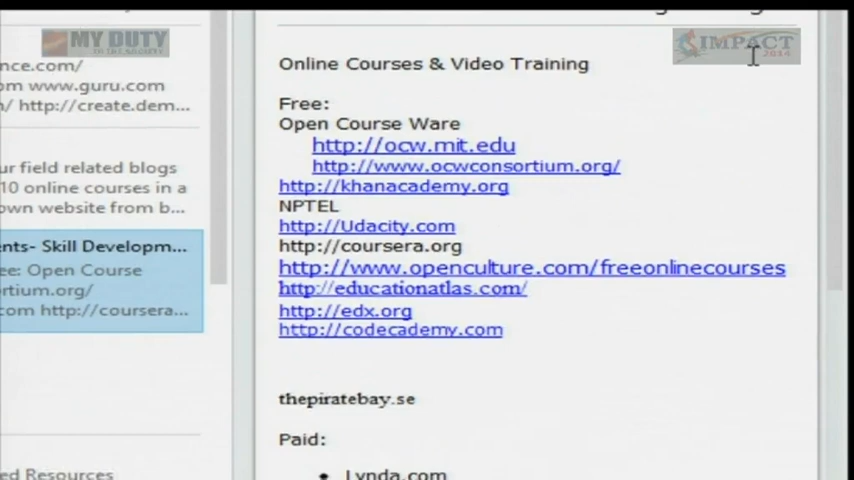 MY DUTY
IMPACT
2014
nce.com/
om www.guru.com
n/ http://create.dem...
ur field related blogs
10 online courses in a
own website from b...
ents- Skill Developm...
ee: Open Course
rtium.org/
com http://coursera...
ed Resources
Online Courses & Video Training
Free:
Open Course Ware
http://ocw.mit.edu
http://www.ocwconsortium.org/
http://khanacademy.org
NPTEL
http://Udacity.com
http://coursera.org
http://www.openculture.com/freeonlinecourses
http://educationatlas.com/
http://edx.org
http://codecademy.com
thepiratebay.se
Paid:
Lynda.com